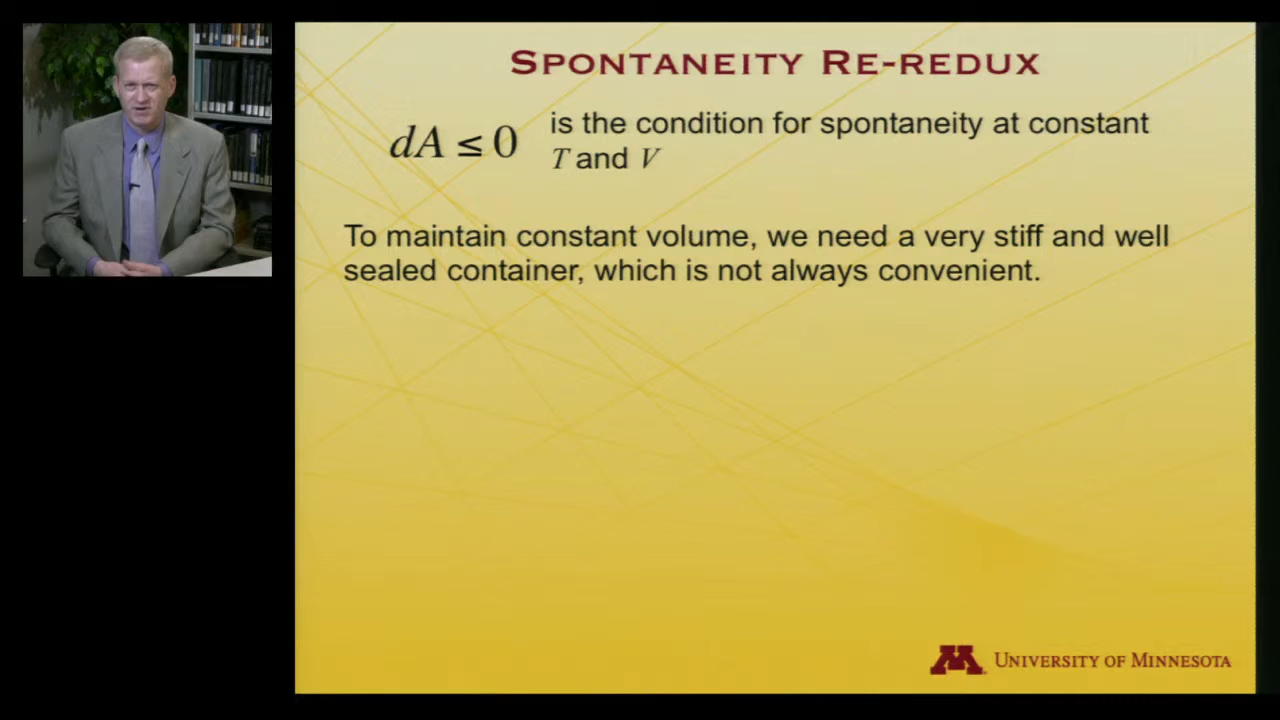 SPONTANEITY RE-REDUX
dA ≤ 0
is the condition for spontaneity at constant
T and V
To maintain constant volume, we need a very stiff and well
sealed container, which is not always convenient.
M
UNIVERSITY OF MINNESOTA